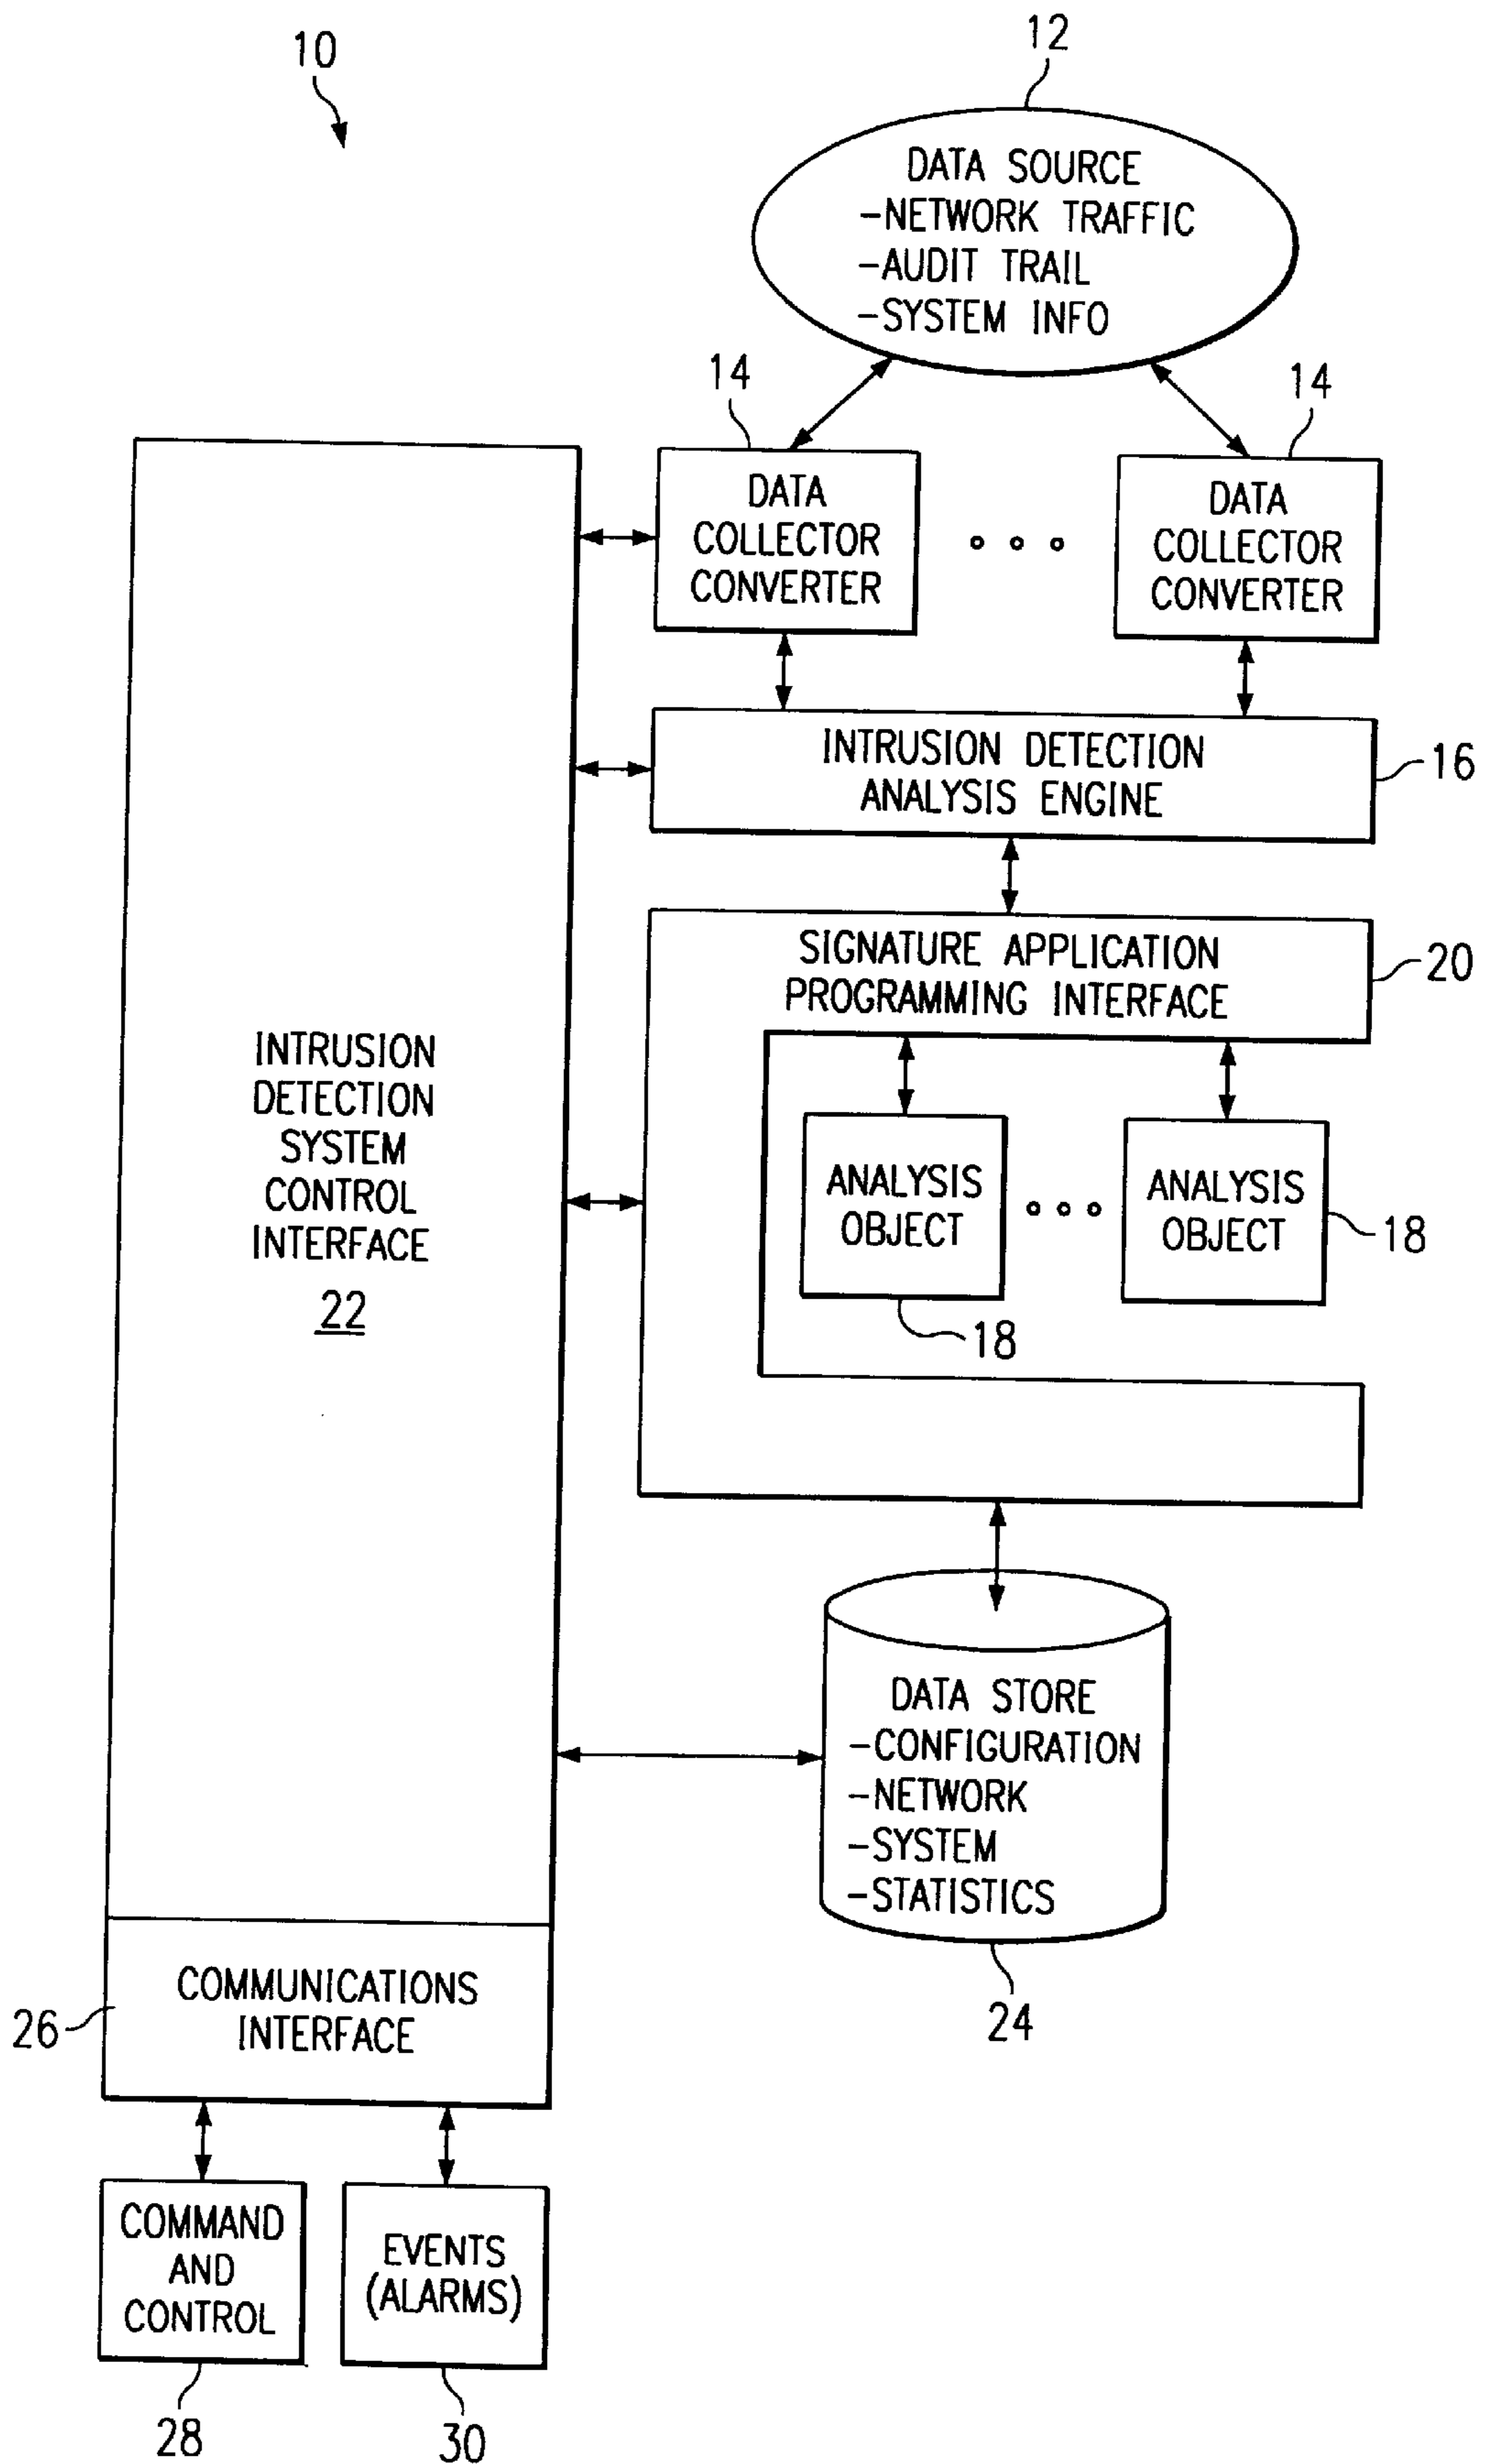 10
12
DATA SOURCE
-NETWORK TRAFFIC
-AUDIT TRAIL
-SYSTEM INFO
14
14
DATA
COLLECTOR
CONVERTER
DATA
COLLECTOR
CONVERTER
INTRUSION DETECTION
ANALYSIS ENGINE
16
SIGNATURE APPLICATION
PROGRAMMING INTERFACE
20
INTRUSION
DETECTION
SYSTEM
CONTROL
INTERFACE
22
ANALYSIS
OBJECT
18
ANALYSIS
OBJECT
18
DATA STORE
-CONFIGURATION
-NETWORK
-SYSTEM
-STATISTICS
24
COMMUNICATIONS
INTERFACE
26
COMMAND
AND
CONTROL
28
EVENTS
(ALARMS)
30